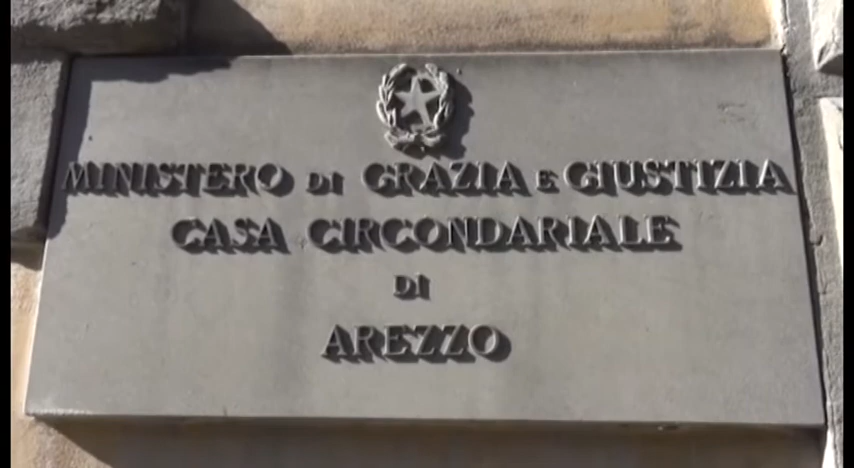 MINISTERO DI GRAZIA E GIUSTIZIA
CASA CIRCONDARIALE
DI
AREZZO